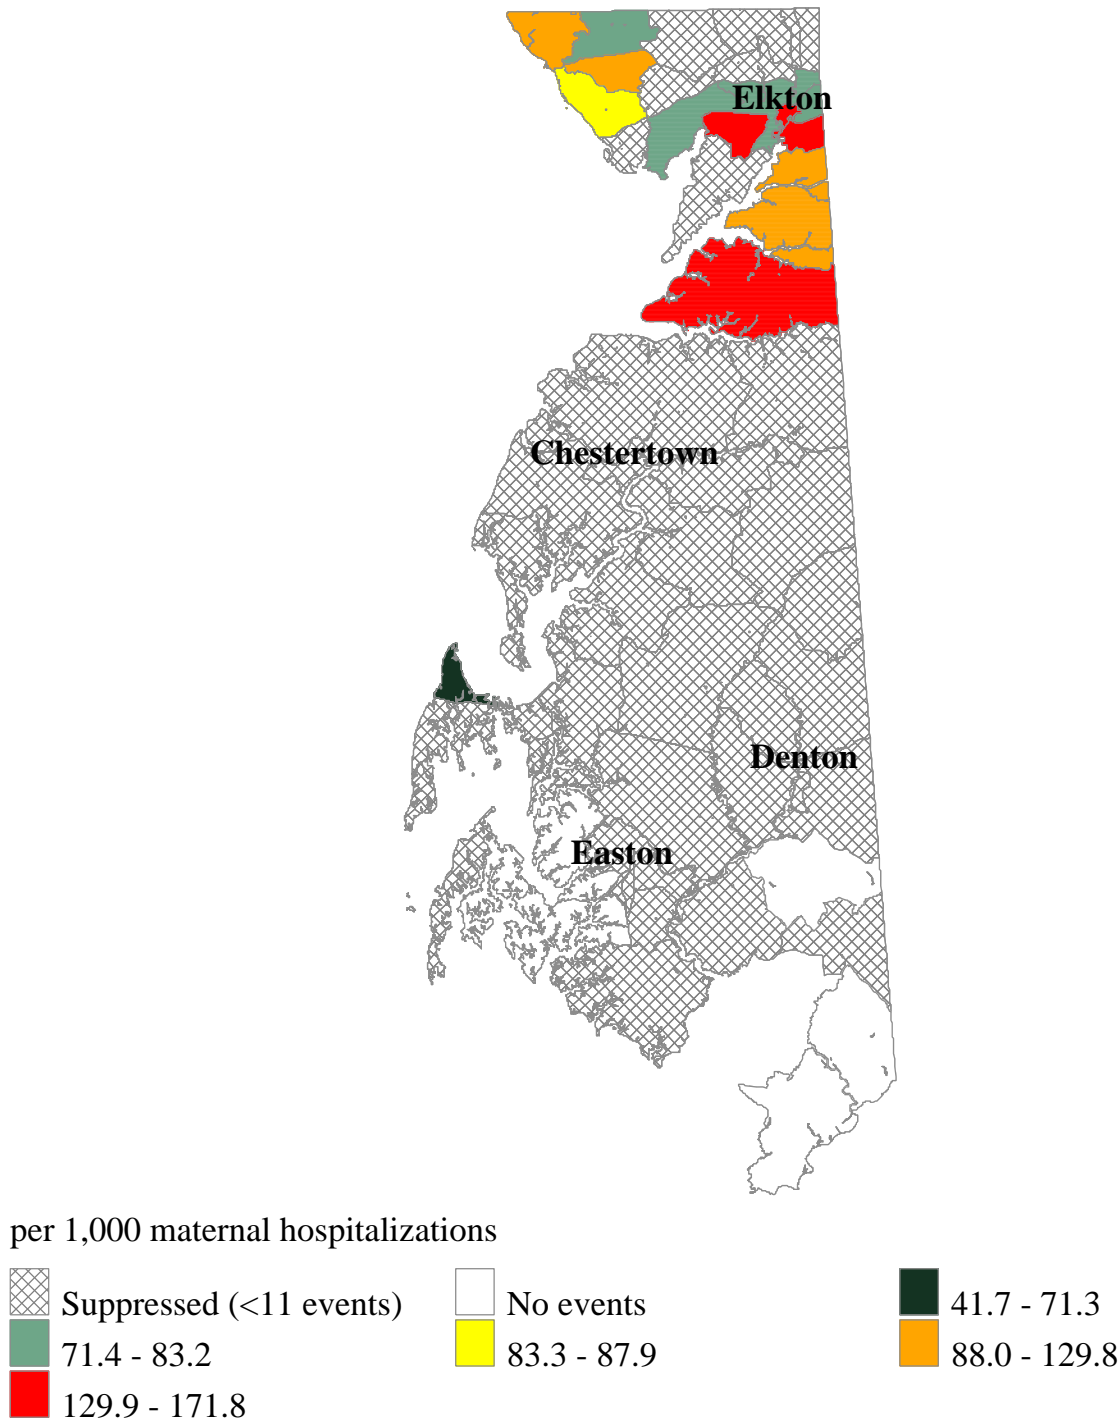 Elkton
Chestertown
Denton
Easton
per 1,000 maternal hospitalizations
Suppressed (<11 events)
No events
41.7 - 71.3
71.4 - 83.2
83.3 - 87.9
88.0 - 129.8
129.9 - 171.8